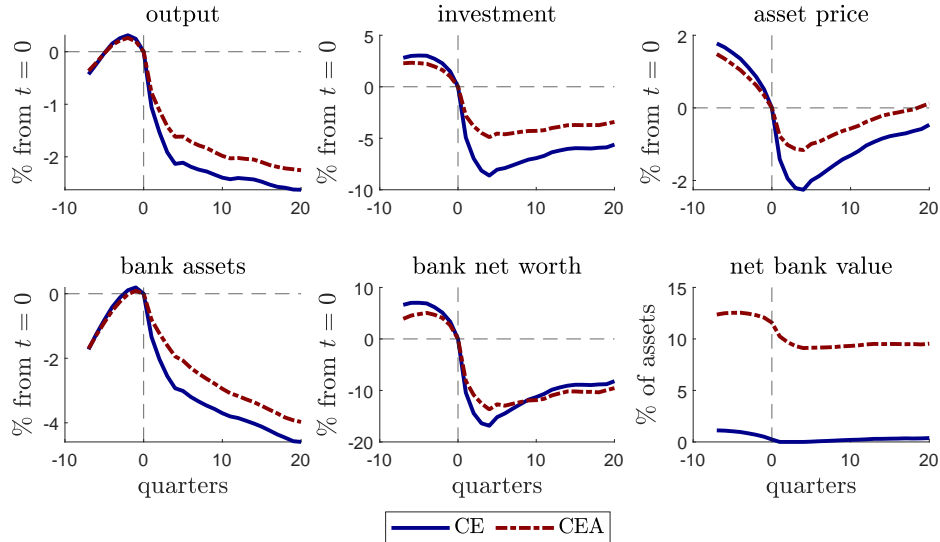 output
investment
asset price
% from t = 0
0
-1
-2
-10
0
10
20
% from t = 0
5
0
-5
-10
-10
0
10
20
% from t = 0
2
0
-2
-10
0
10
20
bank assets
bank net worth
net bank value
% from t = 0
0
-2
-4
-10
0
10
20
quarters
% from t = 0
10
0
-10
-20
-10
0
10
20
quarters
% of assets
15
10
5
0
-10
0
10
20
quarters
CE
CEA